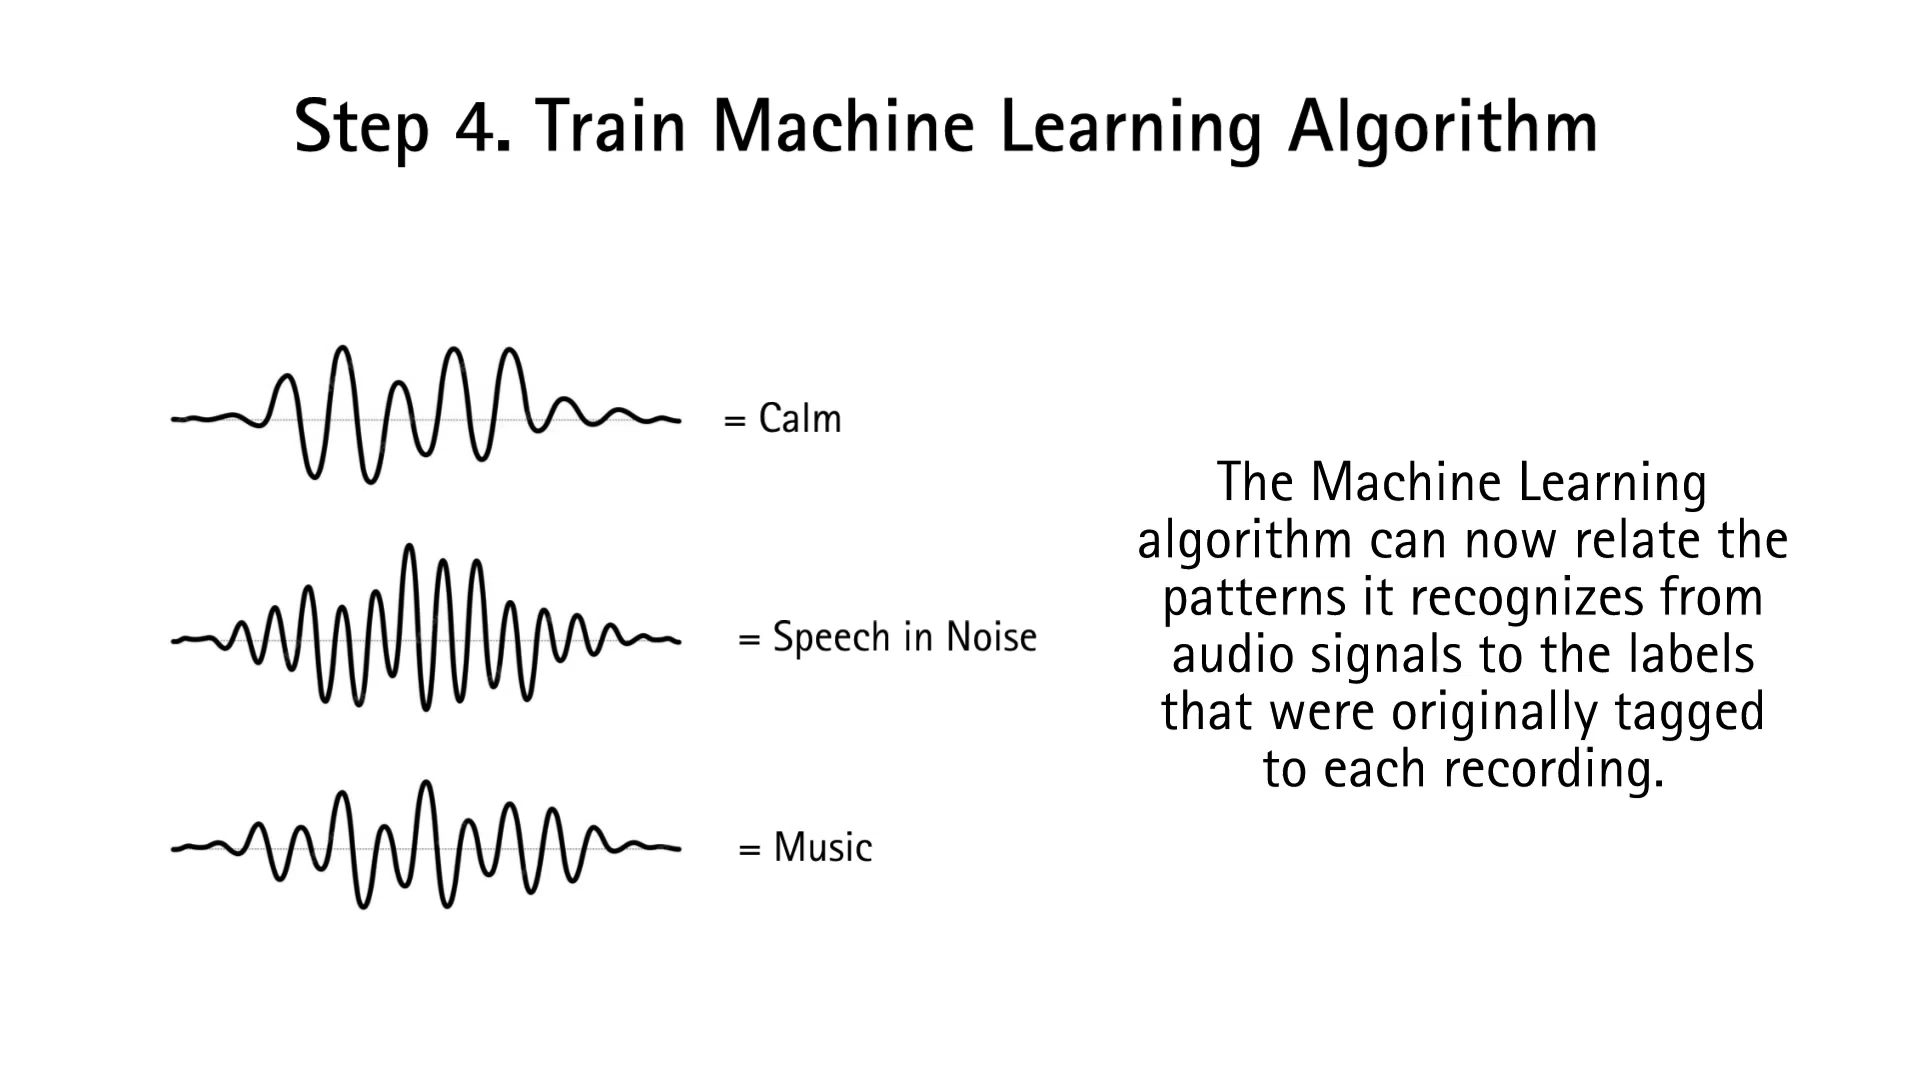 Step 4. Train Machine Learning Algorithm
= Calm
= Speech in Noise
= Music
The Machine Learning
algorithm can now relate the
patterns it recognizes from
audio signals to the labels
that were originally tagged
to each recording.